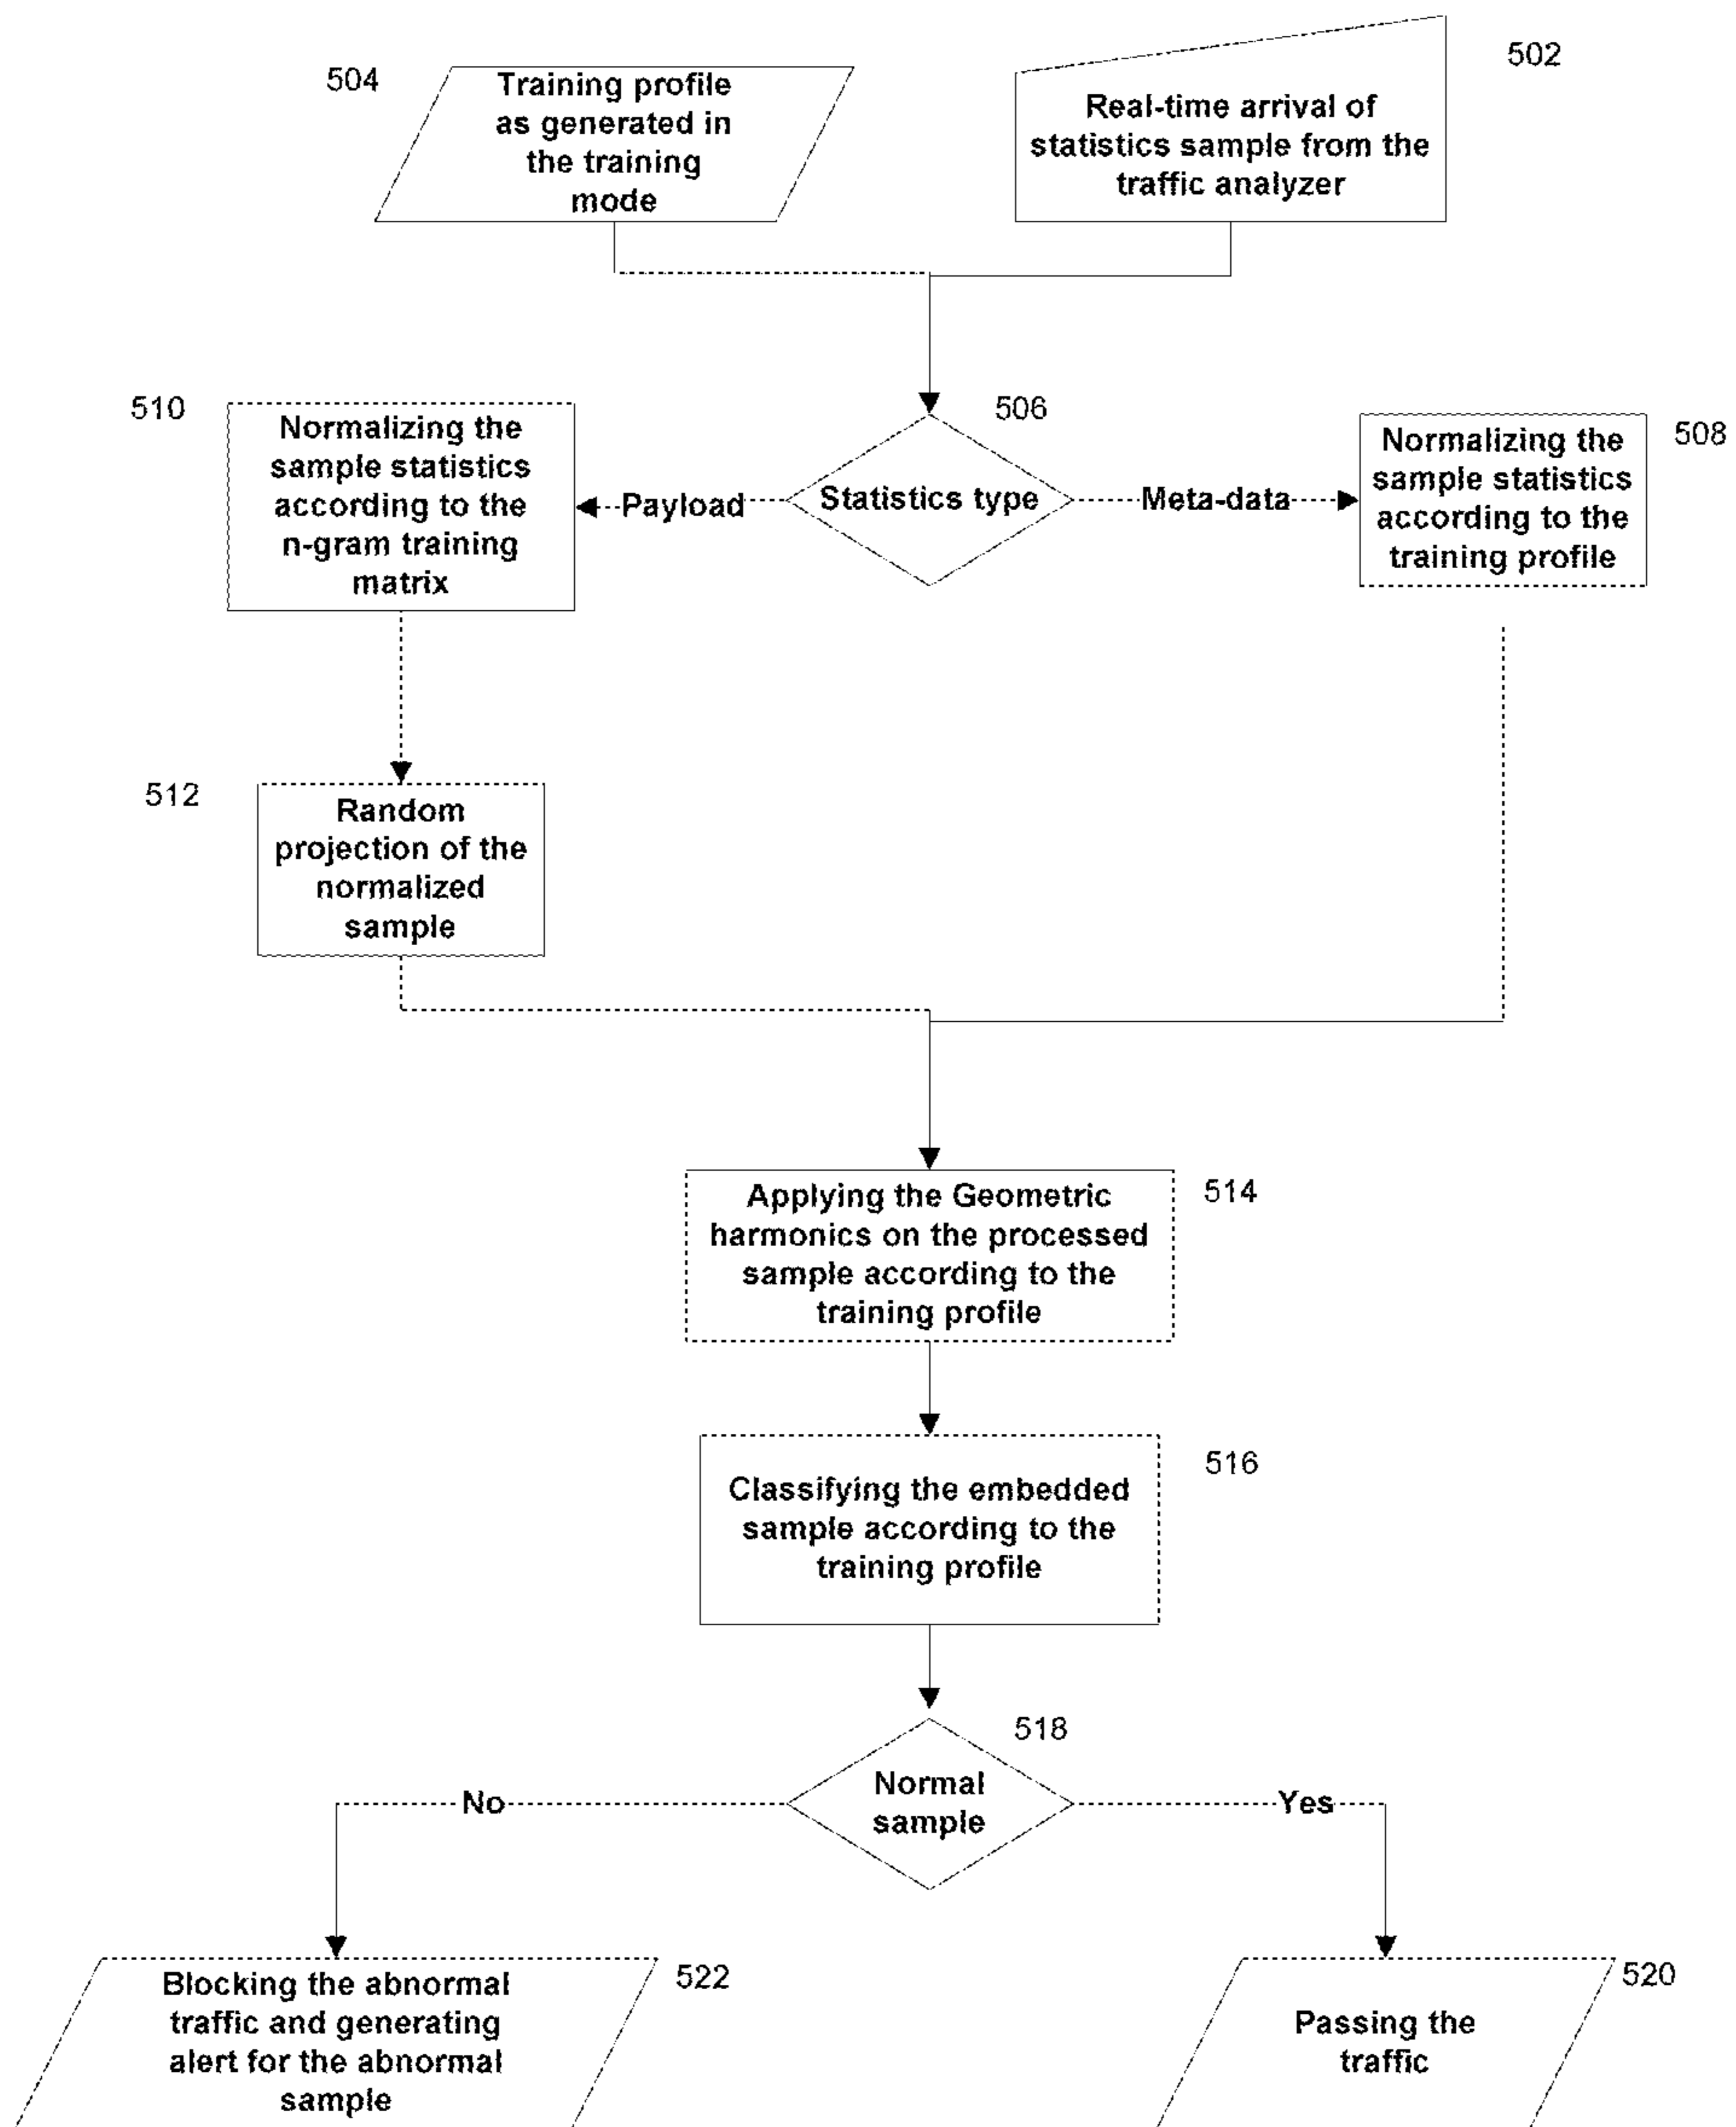 504
Training profile
as generated in
the training
mode
502
Real-time arrival of
statistics sample from the
traffic analyzer
510
Normalizing the
sample statistics
according to the
n-gram training
matrix
Payload
506
Statistics type
Meta-data
508
Normalizing the
sample statistics
according to the
training profile
512
Random
projection of the
normalized
sample
514
Applying the Geometric
harmonics on the processed
sample according to the
training profile
516
Classifying the embedded
sample according to the
training profile
518
Normal
sample
No
Yes
522
Blocking the abnormal
traffic and generating
alert for the abnormal
sample
520
Passing the
traffic